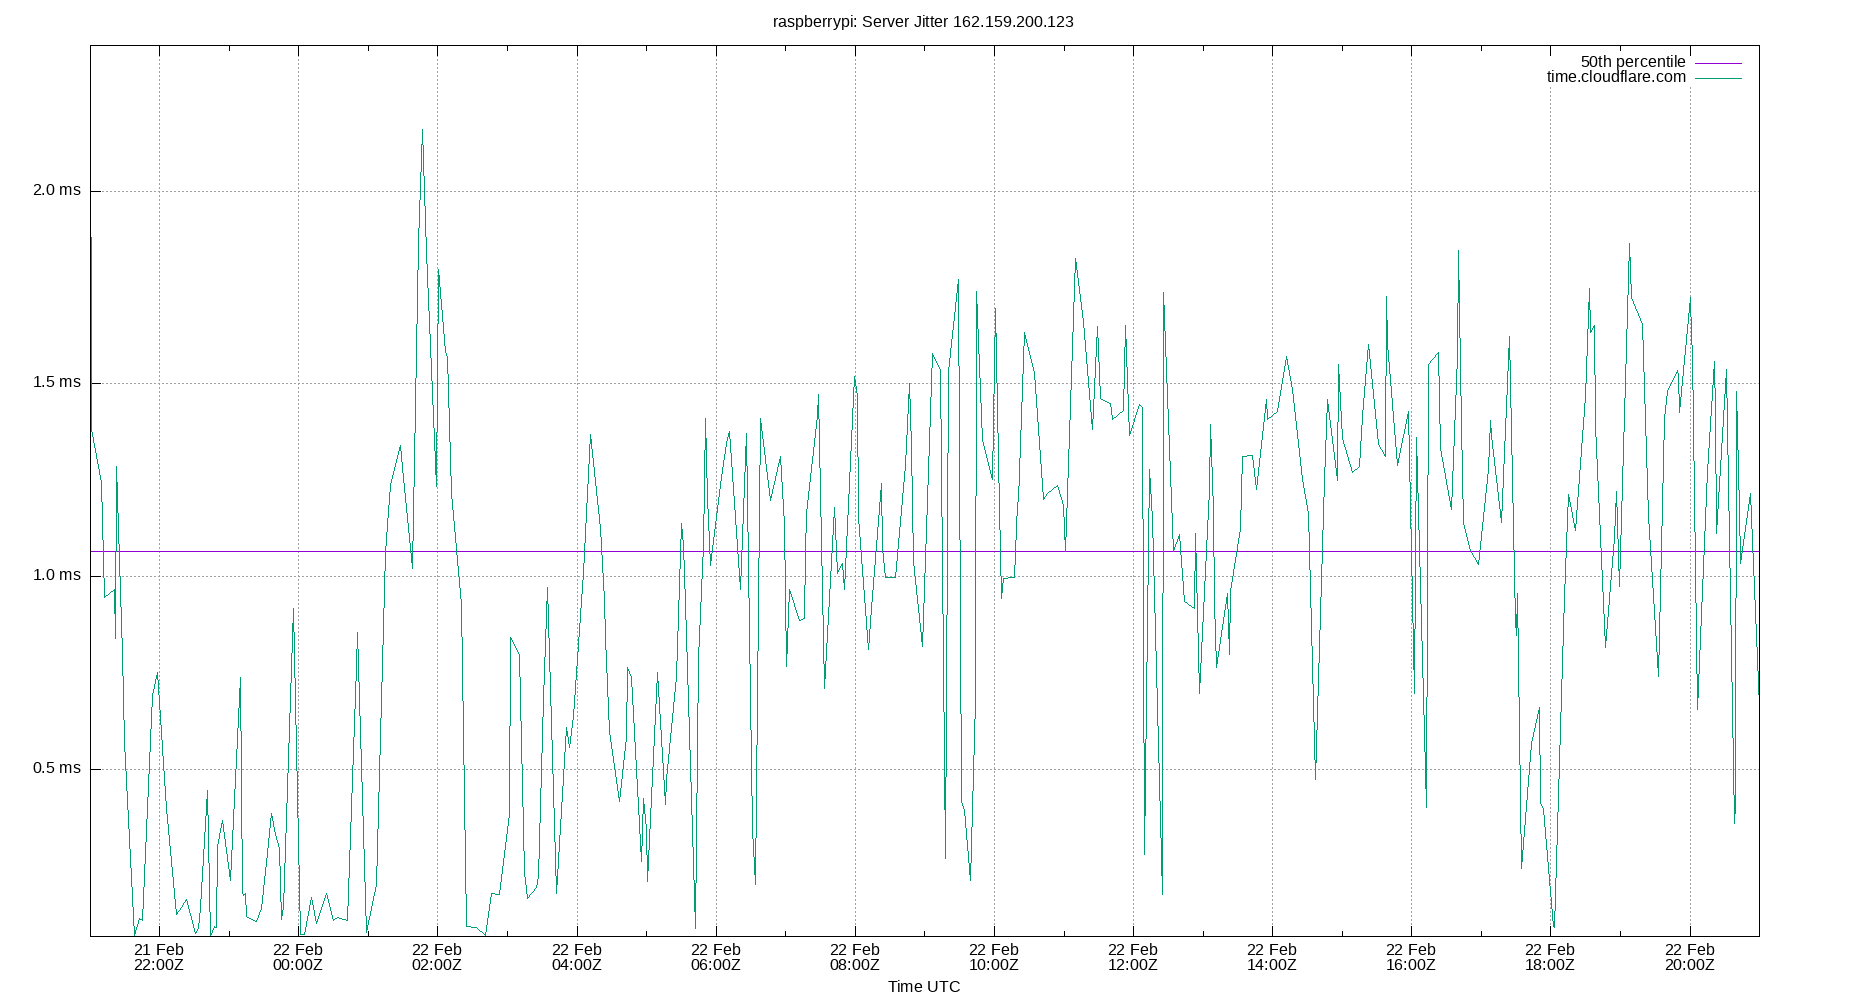 raspberrypi: Server Jitter 162.159.200.123
50th percentile
time.cloudflare.com
2.0 ms
1.5 ms
1.0 ms
0.5 ms
21 Feb 22 Feb 22 Feb 22 Feb 22 Feb 22 Feb 22 Feb 22 Feb 22 Feb 22 Feb 22 Feb 22 Feb
22:00Z 00:00Z 02:00Z 04:00Z 06:00Z 08:00Z 10:00Z 12:00Z 14:00Z 16:00Z 18:00Z 20:00Z
Time UTC